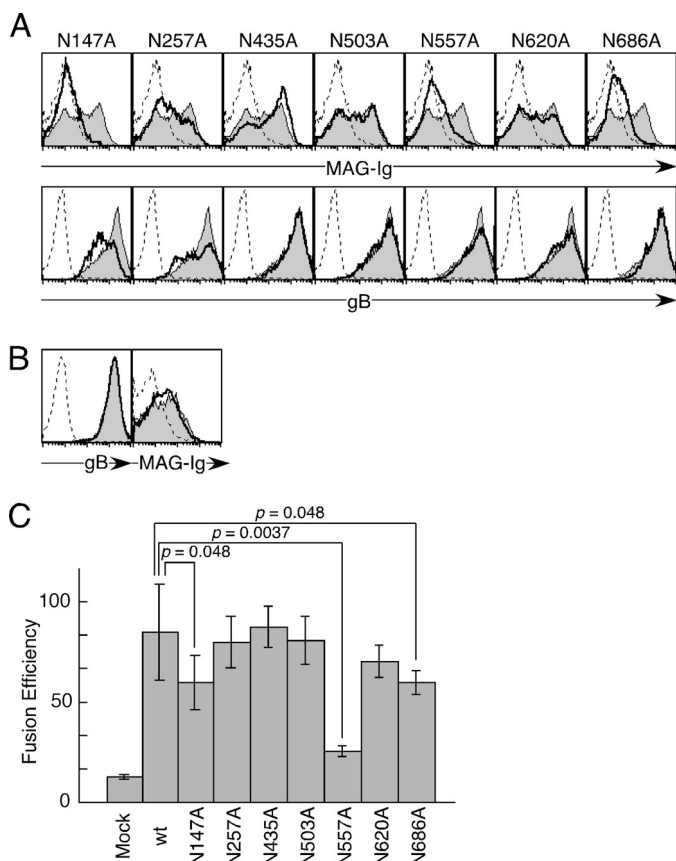 A
N147A N257A N435A N503A N557A N620A N686A
MAG-Ig
gB
B
gB MAG-Ig
C
p = 0.048
p = 0.0037
p = 0.048
Fusion Efficiency
100
50
0
Mock wt N147A N257A N435A N503A N557A N620A N686A